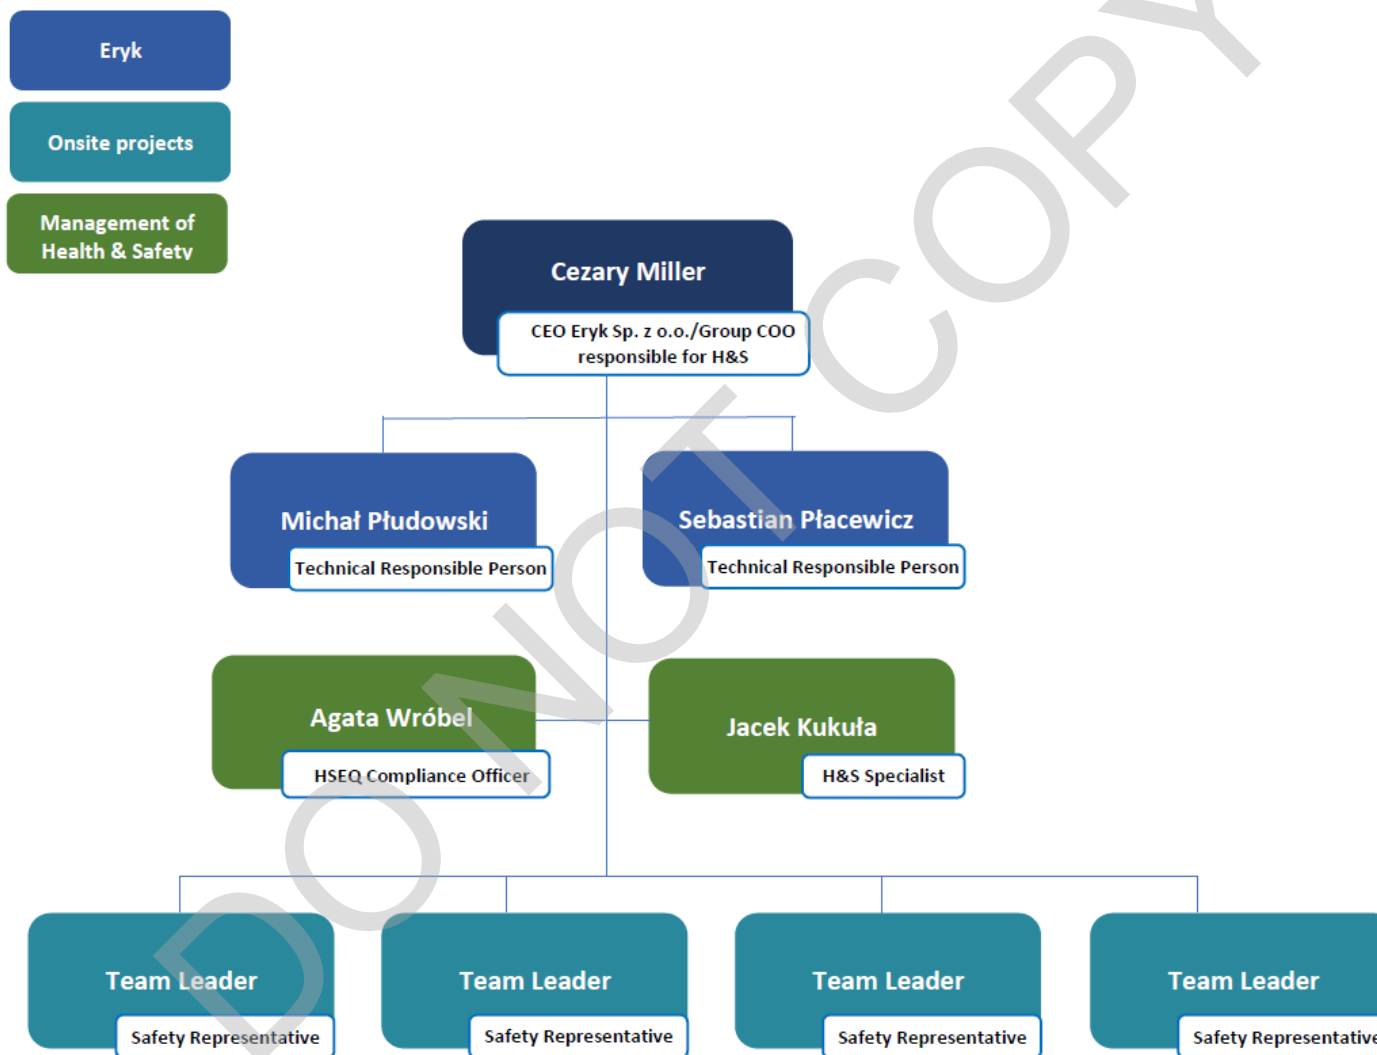 Eryk
Onsite projects
Management of
Health & Safety
Cezary Miller
CEO Eryk Sp. z o.o./Group COO
responsible for H&S
Michał Płudowski
Technical Responsible Person
Sebastian Płacewicz
Technical Responsible Person
Agata Wróbel
HSEQ Compliance Officer
Jacek Kukuła
H&S Specialist
Team Leader
Safety Representative
Team Leader
Safety Representative
Team Leader
Safety Representative
Team Leader
Safety Representative
DO NOT COPY